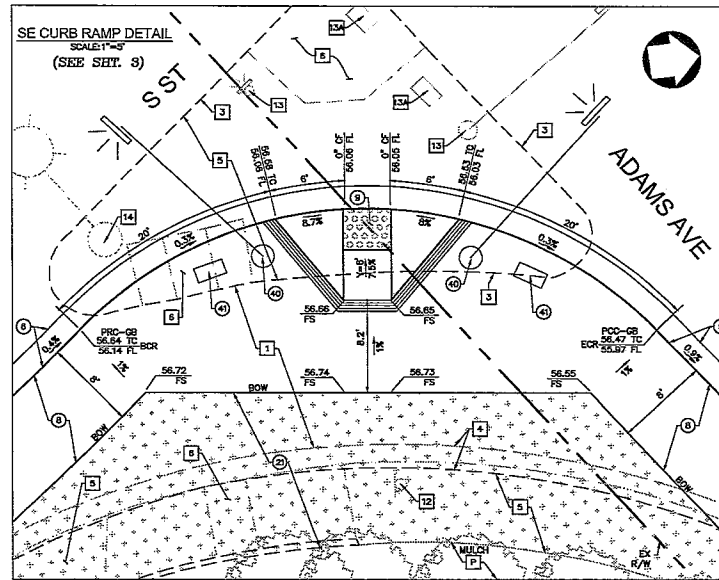 SE CURB RAMP DETAIL
SCALE:1"=5'
(SEE SHT. 3)
S ST
ADAMS AVE
13A
6
13
13A
3
13
3
5
56.58 TC
56.08 FL
6'
0" CF
56.06 FL
0" CF
56.05 FL
6'
56.53 TC
56.03 FL
9
20'
20'
14
8.7%
8%
0.3%
0.3%
Y=6'
7.5%
6
41
40
40
3
41
56.66
FS
56.65
FS
8
0.4%
PRC-GB
56.64 TC
56.14 FL
BCR
1
8.2'
1%
PCC-GB
56.47 TC
ECR
55.97 FL
0.9%
1%
6'
56.72
FS
56.74
FS
56.73
FS
56.55
FS
1%
6'
8
BOW
BOW
BOW
8
4
21
5
6
12
5
MULCH
P
EX
R/W